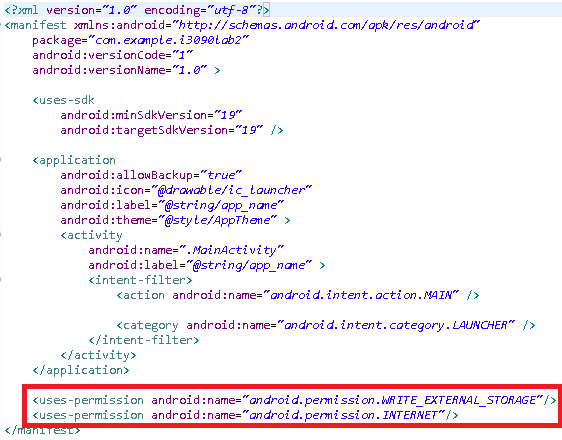 <?xml version="1.0" encoding="utf-8"?>
<manifest xmlns:android="http://schemas.android.com/apk/res/android"
package="com.example.i3090lab2"
android:versionCode="1"
android:versionName="1.0" >
<uses-sdk
android:minSdkVersion="19"
android:targetSdkVersion="19" />
<application
android:allowBackup="true"
android:icon="@drawable/ic_launcher"
android:label="@string/app_name"
android:theme="@style/AppTheme" >
<activity
android:name=".MainActivity"
android:label="@string/app_name" >
<intent-filter>
<action android:name="android.intent.action.MAIN" />
<category android:name="android.intent.category.LAUNCHER" />
</intent-filter>
</activity>
</application>
<uses-permission android:name="android.permission.WRITE_EXTERNAL_STORAGE"/>
<uses-permission android:name="android.permission.INTERNET"/>
</manifest>